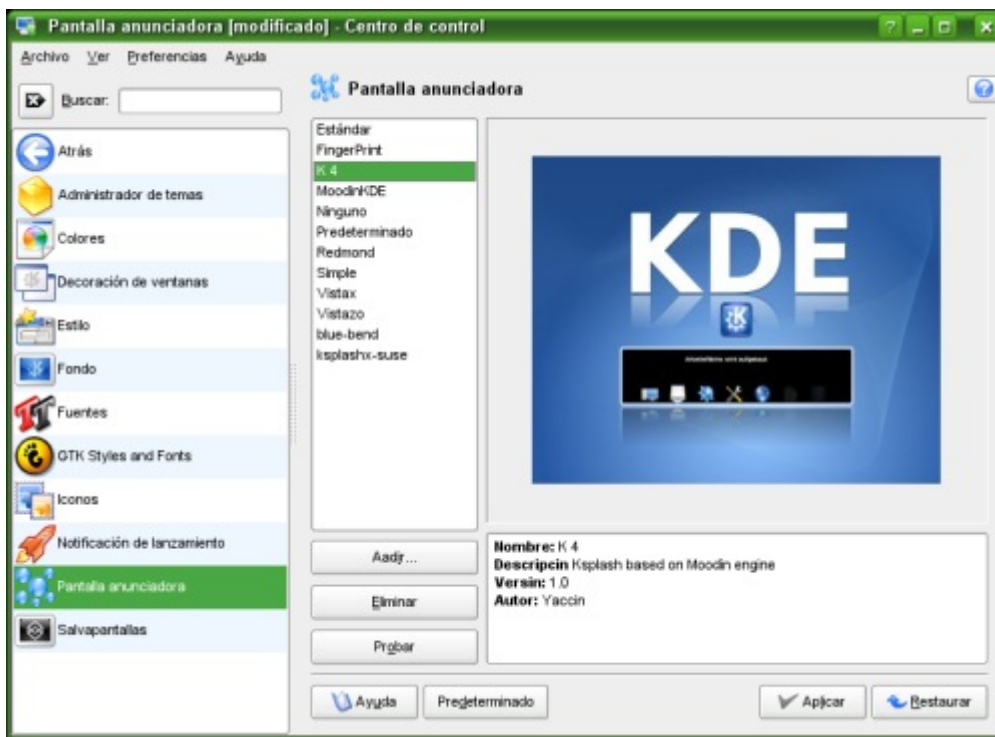 Pantalla anunciadora [modificado] - Centro de control
Archivo Ver Preferencias Ayuda
Buscar:
Atrás
Administrador de temas
Colores
Decoración de ventanas
Estilo
Fondo
Fuentes
GTK Styles and Fonts
Iconos
Notificación de lanzamiento
Pantalla anunciadora
Salvapantallas
Pantalla anunciadora
Estándar
FingerPrint
K 4
MoodinKDE
Ninguno
Predeterminado
Redmond
Simple
Vistax
Vistazo
blue-bend
ksplashx-suse
KDE
Aadir...
Eliminar
Probar
Nombre: K 4
Descripcin Ksplash based on Moodin engine
Versin: 1.0
Autor: Yaccin
Ayuda
Predeterminado
Aplicar
Restaurar